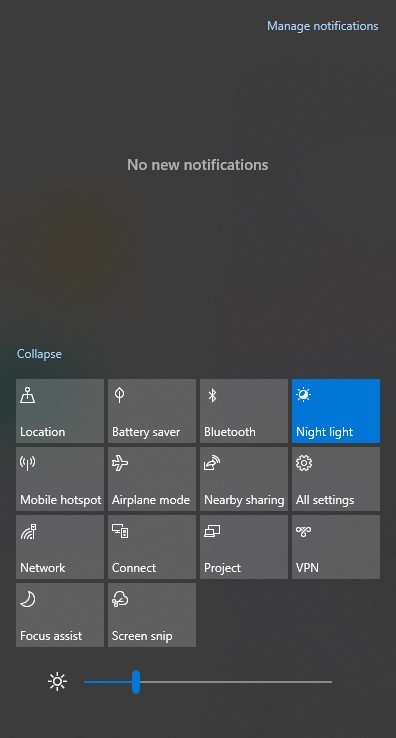 Manage notifications
No new notifications
Collapse
Location
Battery saver
Bluetooth
Night light
Mobile hotspot
Airplane mode
Nearby sharing
All settings
Network
Connect
Project
VPN
Focus assist
Screen snip